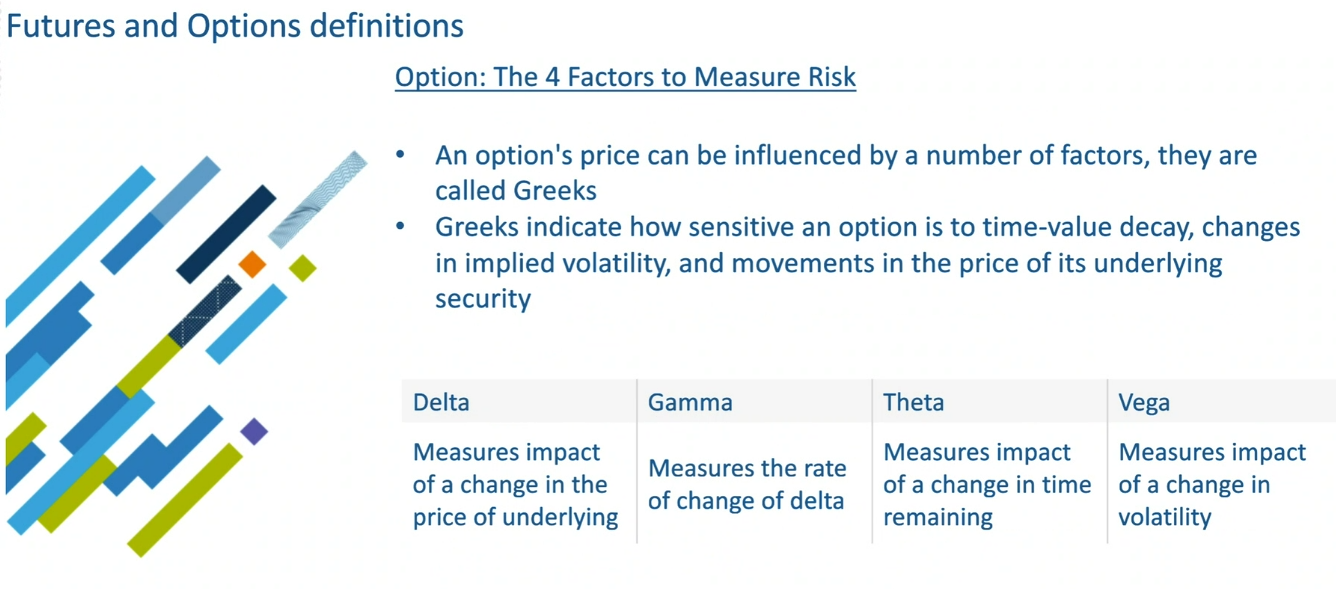 Futures and Options definitions
Option: The 4 Factors to Measure Risk
• An option's price can be influenced by a number of factors, they are
called Greeks
• Greeks indicate how sensitive an option is to time-value decay, changes
in implied volatility, and movements in the price of its underlying
security
Delta
Measures impact
of a change in the
price of underlying
Gamma
Measures the rate
of change of delta
Theta
Measures impact
of a change in time
remaining
Vega
Measures impact
of a change in
volatility